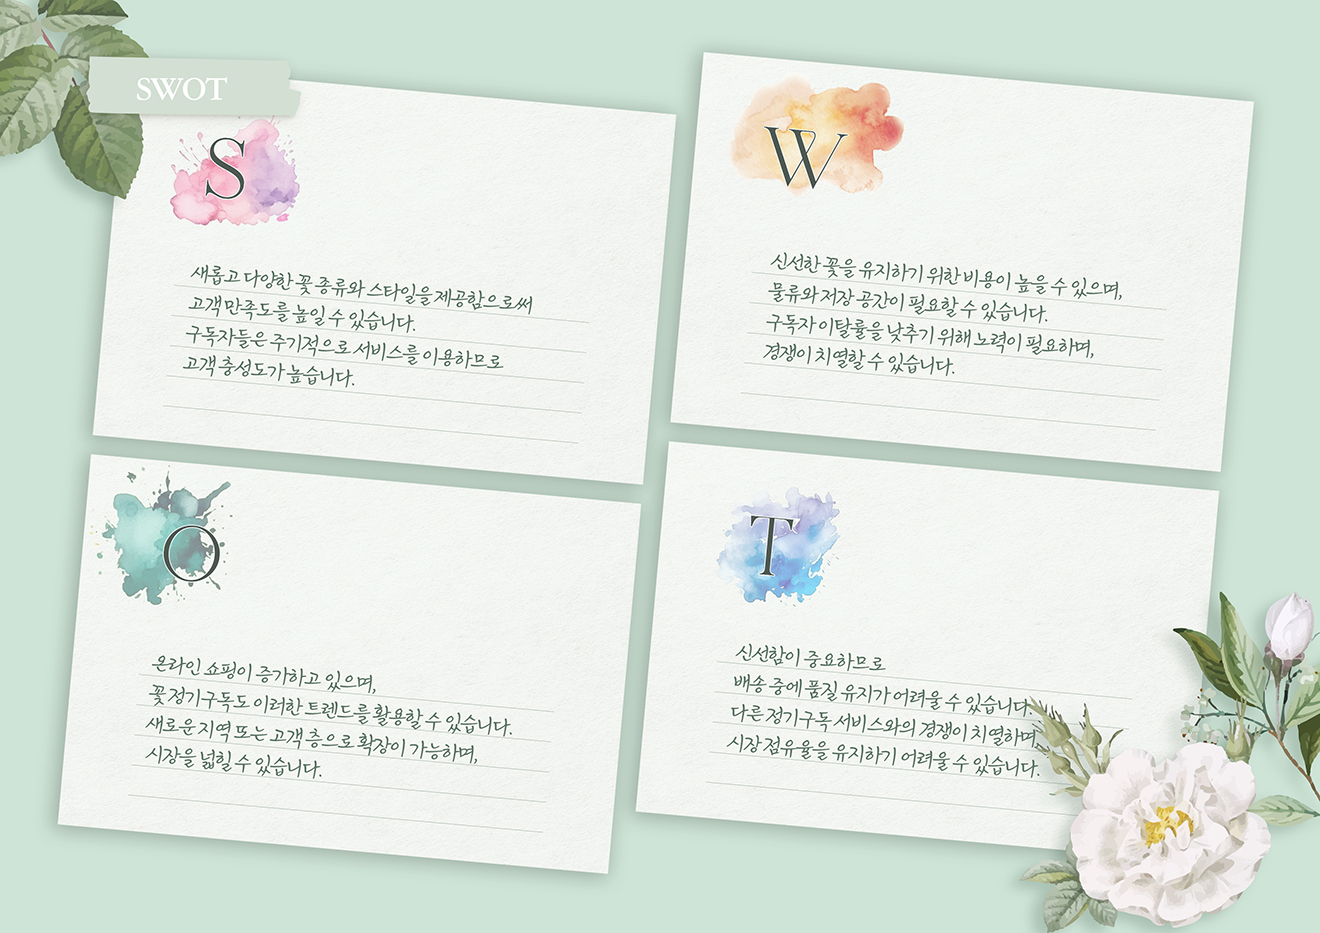 SWOT
S
새롭고 다양한 꽃 종류와 스타일을 제공함으로써
고객 만족도를 높일 수 있습니다.
구독자들은 주기적으로 서비스를 이용하므로
고객 충성도가 높습니다.
W
신선한 꽃을 유지하기 위한 비용이 높을 수 있으며,
물류와 저장 공간이 필요할 수 있습니다.
구독자 이탈률을 낮추기 위해 노력이 필요하며,
경쟁이 치열할 수 있습니다.
O
온라인 쇼핑이 증가하고 있으며,
꽃 정기구독도 이러한 트렌드를 활용할 수 있습니다.
새로운 지역 또는 고객 층으로 확장이 가능하며,
시장을 넓힐 수 있습니다.
T
신선함이 중요하므로
배송 중에 품질 유지가 어려울 수 있습니다.
다른 정기구독 서비스와의 경쟁이 치열하며,
시장 점유율을 유지하기 어려울 수 있습니다.